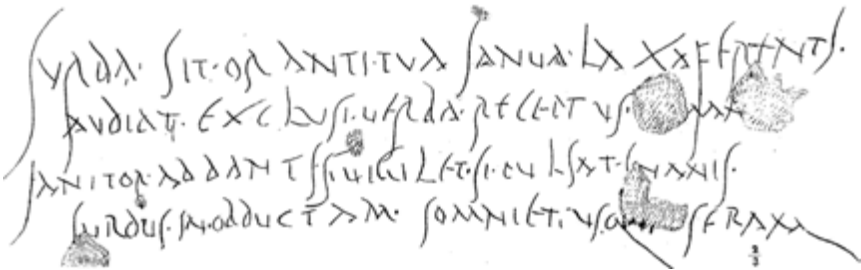 SVRDA·SIT·ORANTI·TVA IANVA·LAXA FERENTI
AVDIAT·EXCLVSI·VERBA·RECEPTVS·
IANITOR·AD DANTIS VIGILET·SI·PVLSAT·INANIS·
SVRDVS·IN·OBDVCTAM·SOMNIET·VSQVE SERAM